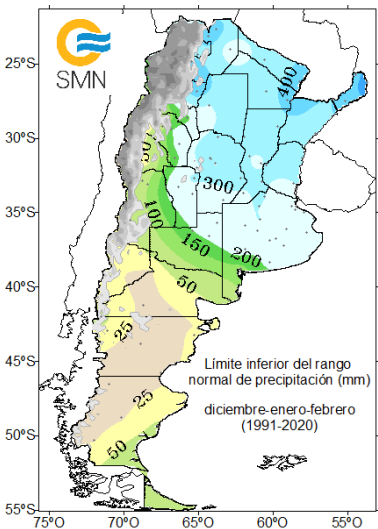 SMN
25°S
30°S
35°S
40°S
45°S
50°S
55°S
400
50
300
100
150
200
50
25
25
50
Límite inferior del rango
normal de precipitación (mm)
diciembre-enero-febrero
(1991-2020)
75°O 70°O 65°O 60°O 55°O